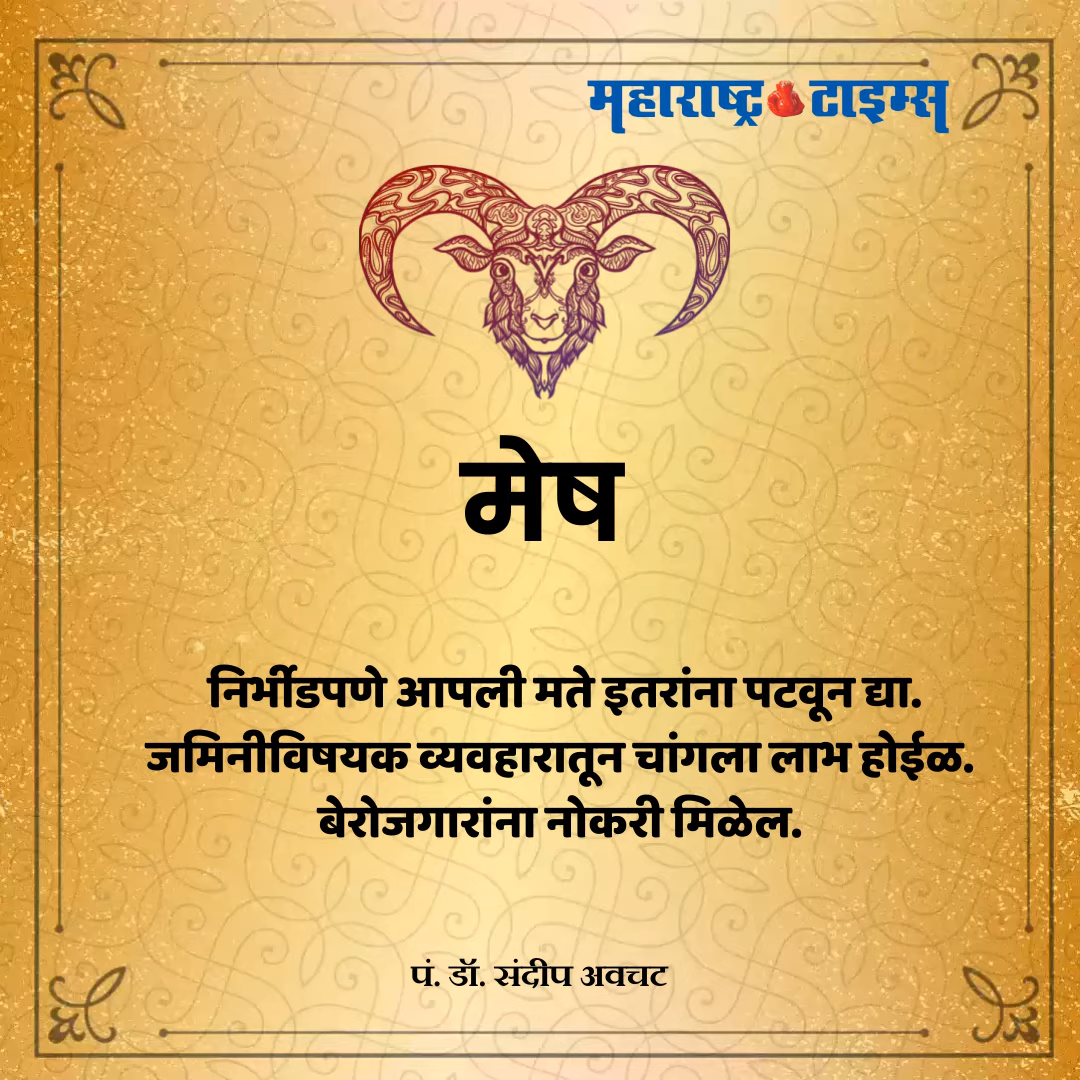 महाराष्ट्र टाइम्स
मेष
निर्भीडपणे आपली मते इतरांना पटवून द्या.
जमिनीविषयक व्यवहारातून चांगला लाभ होईळ.
बेरोजगारांना नोकरी मिळेल.
पं. डॉ. संदीप अवचट